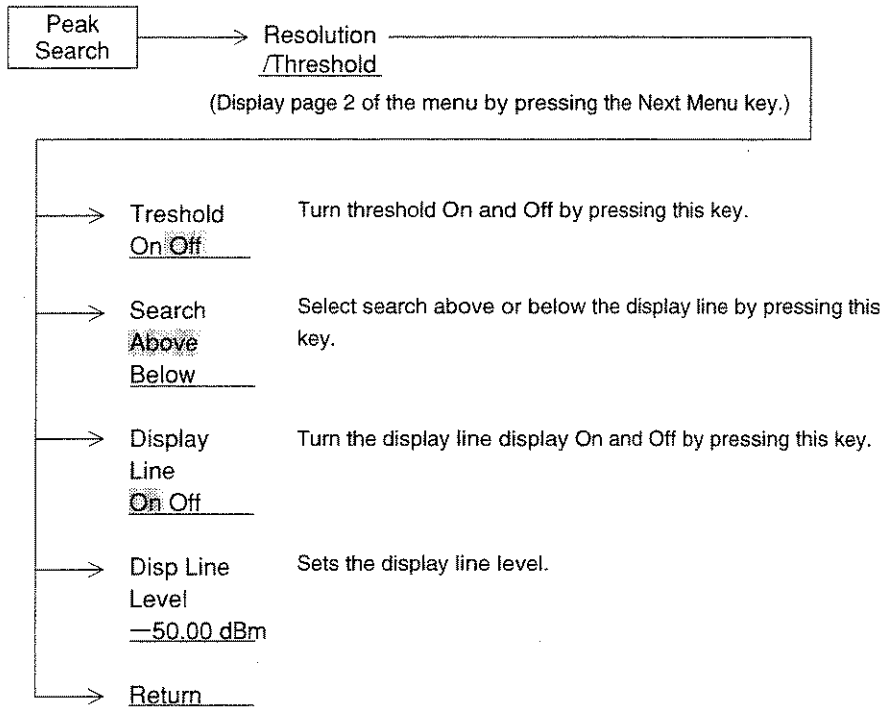 Peak
Search
Resolution
/Threshold
(Display page 2 of the menu by pressing the Next Menu key.)
Treshold
On Off
Turn threshold On and Off by pressing this key.
Search
Above
Below
Select search above or below the display line by pressing this
key.
Display
Line
On Off
Turn the display line display On and Off by pressing this key.
Disp Line
Level
—50.00 dBm
Sets the display line level.
Return